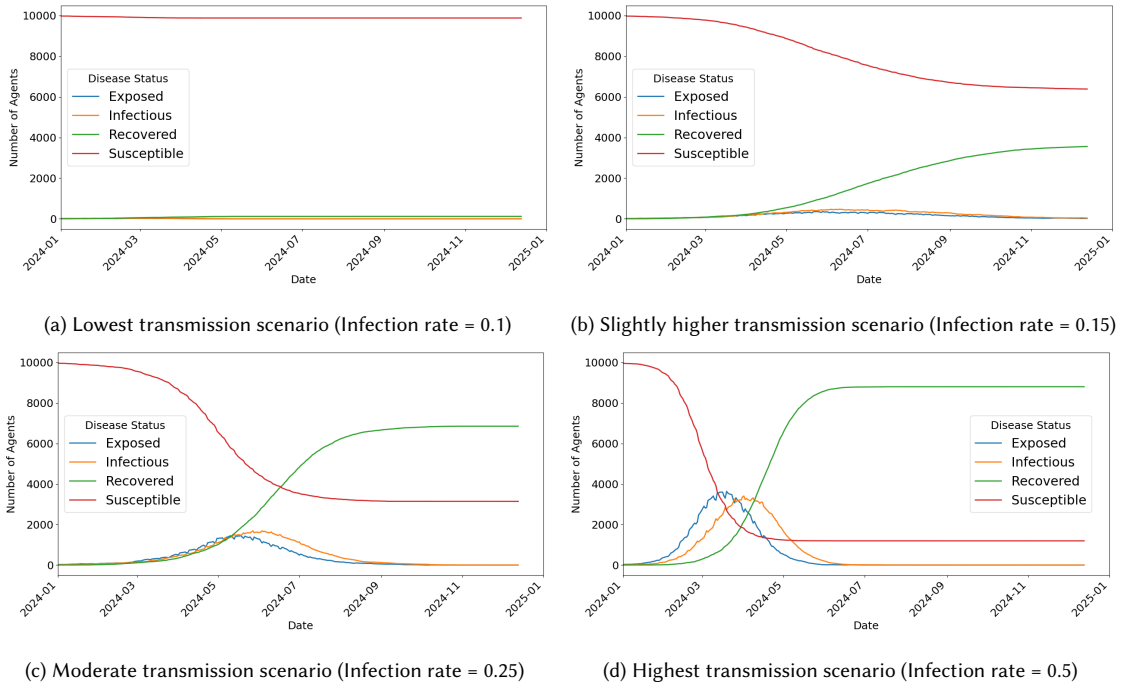 10000
8000
6000
4000
2000
0
Number of Agents
Disease Status
Exposed
Infectious
Recovered
Susceptible
2024-01
2024-03
2024-05
2024-07
2024-09
2024-11
2025-01
Date
(a) Lowest transmission scenario (Infection rate = 0.1)
10000
8000
6000
4000
2000
0
Number of Agents
Disease Status
Exposed
Infectious
Recovered
Susceptible
2024-01
2024-03
2024-05
2024-07
2024-09
2024-11
2025-01
Date
(b) Slightly higher transmission scenario (Infection rate = 0.15)
10000
8000
6000
4000
2000
0
Number of Agents
Disease Status
Exposed
Infectious
Recovered
Susceptible
2024-01
2024-03
2024-05
2024-07
2024-09
2024-11
2025-01
Date
(c) Moderate transmission scenario (Infection rate = 0.25)
10000
8000
6000
4000
2000
0
Number of Agents
Disease Status
Exposed
Infectious
Recovered
Susceptible
2024-01
2024-03
2024-05
2024-07
2024-09
2024-11
2025-01
Date
(d) Highest transmission scenario (Infection rate = 0.5)